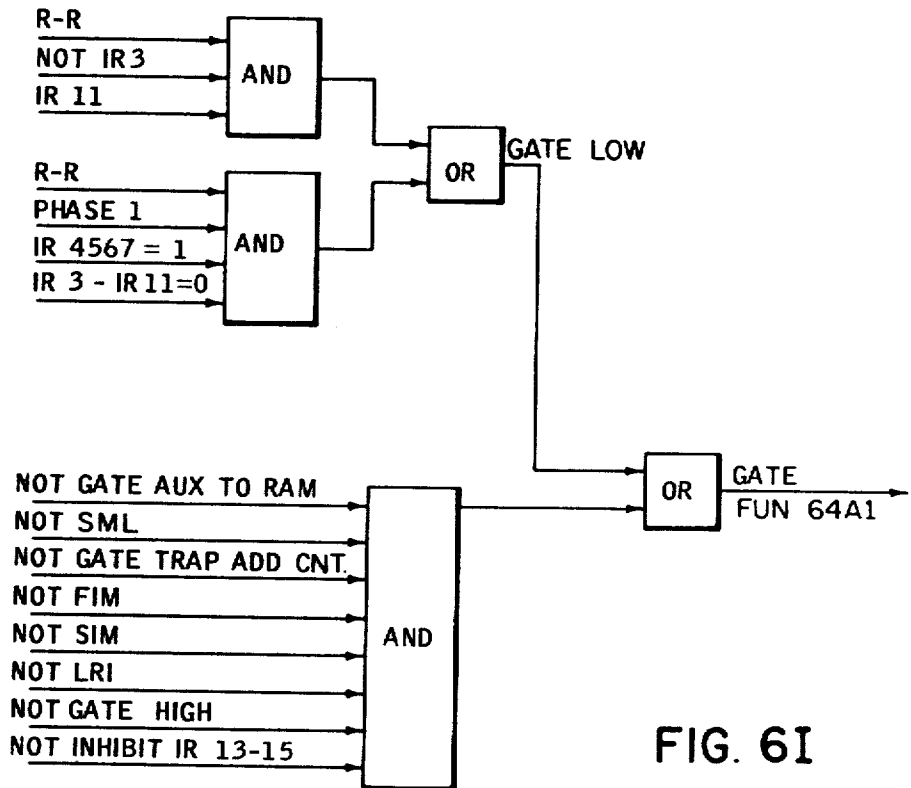 R-R
NOT IR3
IR 11
AND
R-R
PHASE 1
IR 4567 = 1
IR 3 - IR11=0
AND
OR
GATE LOW
NOT GATE AUX TO RAM
NOT SML
NOT GATE TRAP ADD CNT.
NOT FIM
NOT SIM
NOT LRI
NOT GATE HIGH
NOT INHIBIT IR 13-15
AND
OR
GATE
FUN 64A1
FIG. 6I